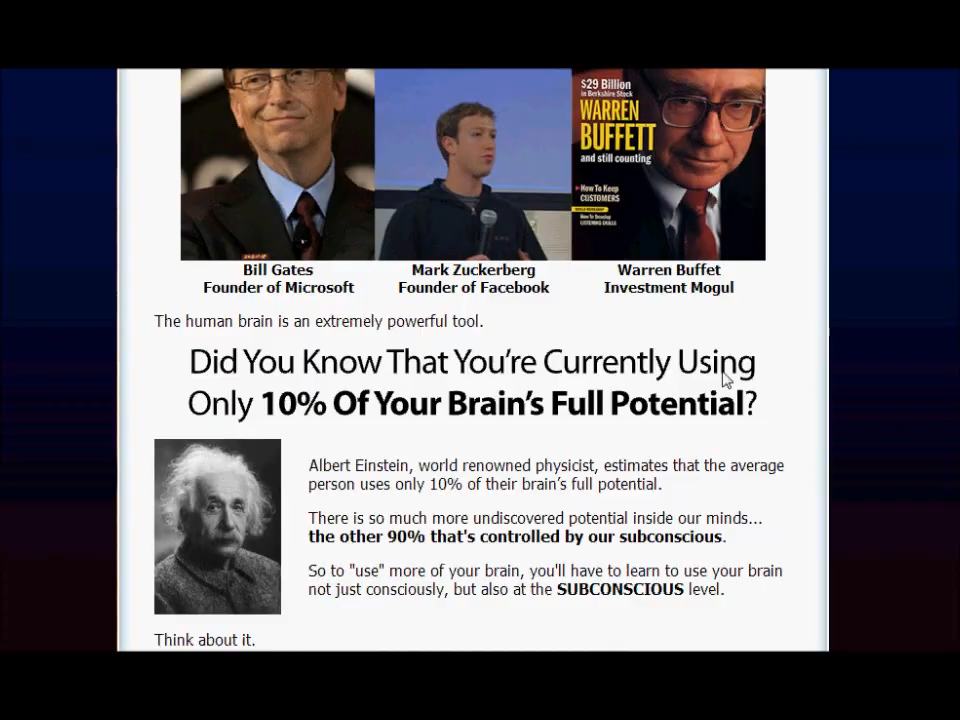 $29 Billion
in Berkshire Stock
WARREN
BUFFETT
and still counting
How To Keep
CUSTOMERS
How To Develop
LISTENING SKILLS
Bill Gates
Founder of Microsoft
Mark Zuckerberg
Founder of Facebook
Warren Buffet
Investment Mogul
The human brain is an extremely powerful tool.
Did You Know That You’re Currently Using
Only 10% Of Your Brain’s Full Potential?
Albert Einstein, world renowned physicist, estimates that the average
person uses only 10% of their brain’s full potential.
There is so much more undiscovered potential inside our minds...
the other 90% that's controlled by our subconscious.
So to "use" more of your brain, you'll have to learn to use your brain
not just consciously, but also at the SUBCONSCIOUS level.
Think about it.